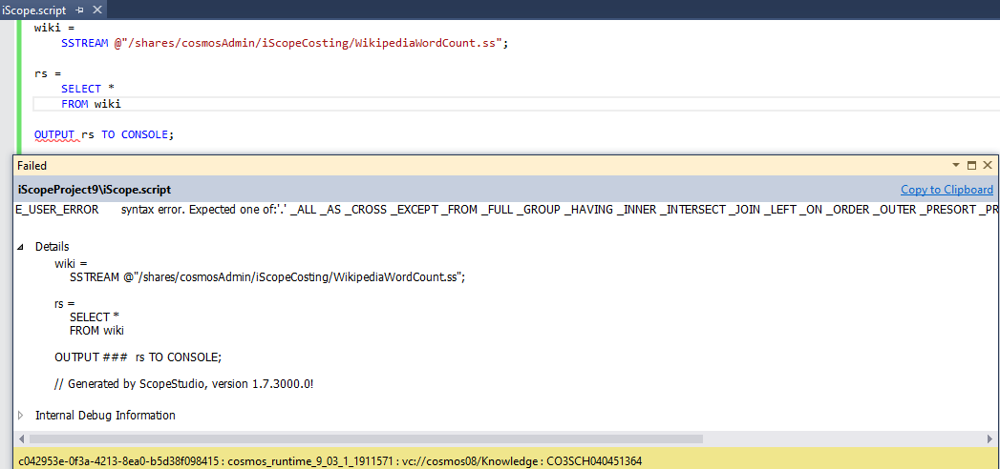 iScope.script
wiki =
SSTREAM @"/shares/cosmosAdmin/iScopeCosting/WikipediaWordCount.ss";
rs =
SELECT *
FROM wiki
OUTPUT rs TO CONSOLE;
Failed
iScopeProject9\iScope.script
Copy to Clipboard
E_USER_ERROR syntax error. Expected one of:'.' _ALL _AS _CROSS _EXCEPT _FROM _FULL _GROUP _HAVING _INNER _INTERSECT _JOIN _LEFT _ON _ORDER _OUTER _PRESORT _PR
Details
wiki =
SSTREAM @"/shares/cosmosAdmin/iScopeCosting/WikipediaWordCount.ss";
rs =
SELECT *
FROM wiki
OUTPUT ### rs TO CONSOLE;
// Generated by ScopeStudio, version 1.7.3000.0!
Internal Debug Information
c042953e-0f3a-4213-8ea0-b5d38f098415 : cosmos_runtime_9_03_1_1911571 : vc://cosmos08/Knowledge : CO3SCH040451364